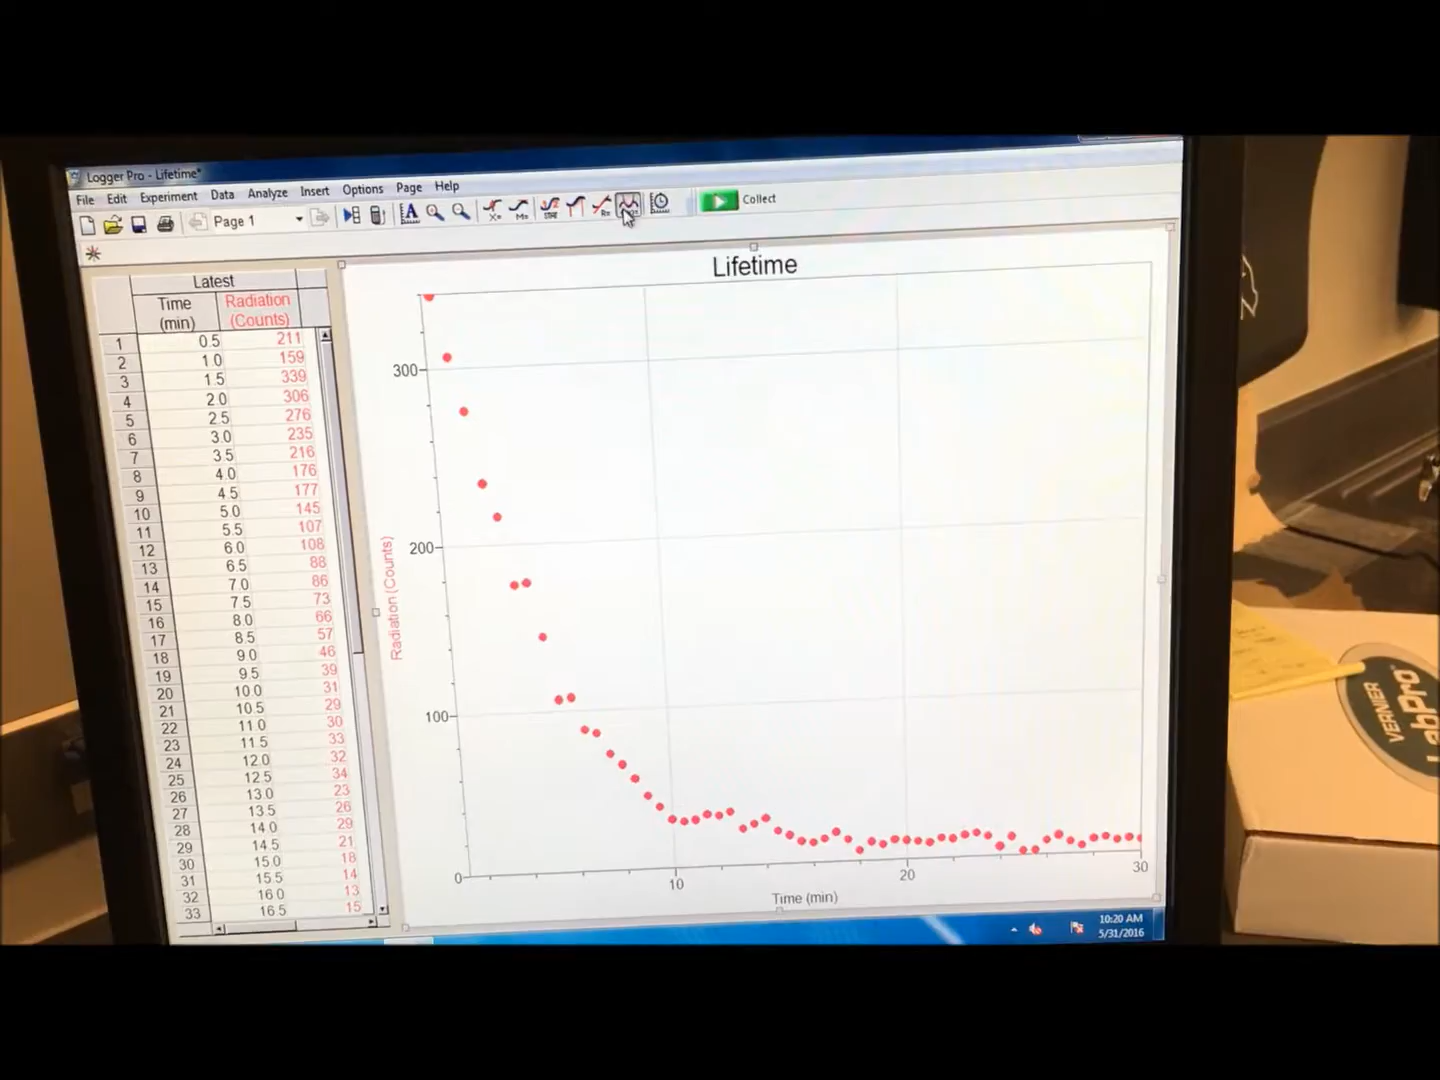 Logger Pro - Lifetime*
File Edit Experiment Data Analyze Insert Options Page Help
Page 1
Collect
Latest
Time (min) Radiation (Counts)
1 0.5 211
2 1.0 159
3 1.5 339
4 2.0 306
5 2.5 276
6 3.0 235
7 3.5 216
8 4.0 176
9 4.5 177
10 5.0 145
11 5.5 107
12 6.0 108
13 6.5 88
14 7.0 86
15 7.5 73
16 8.0 66
17 8.5 57
18 9.0 46
19 9.5 39
20 10.0 31
21 10.5 29
22 11.0 30
23 11.5 33
24 12.0 32
25 12.5 34
26 13.0 23
27 13.5 26
28 14.0 29
29 14.5 21
30 15.0 18
31 15.5 14
32 16.0 13
33 16.5 15
Lifetime
300
200
100
0
Radiation (Counts)
10 20 30
Time (min)
10:20 AM
5/31/2016
VERNIER
LabPro